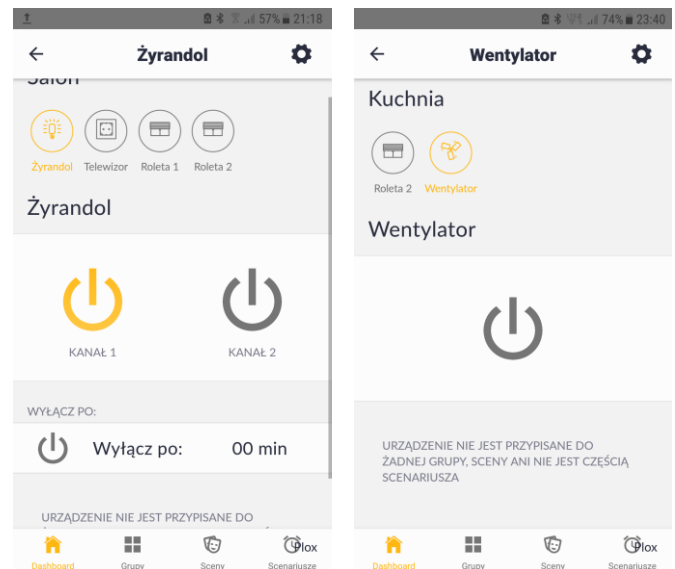 57% 21:18
Żyrandol
Salon
Żyrandol Telewizor Roleta 1 Roleta 2
Żyrandol
KANAŁ 1 KANAŁ 2
WYŁĄCZ PO:
Wyłącz po: 00 min
URZĄDZENIE NIE JEST PRZYPISANE DO
Plox
Dashboard Grupy Sceny Scenariusze
74% 23:40
Wentylator
Kuchnia
Roleta 2 Wentylator
Wentylator
URZĄDZENIE NIE JEST PRZYPISANE DO
ŻADNEJ GRUPY, SCENY ANI NIE JEST CZĘŚCIĄ
SCENARIUSZA
Plox
Dashboard Grupy Sceny Scenariusze